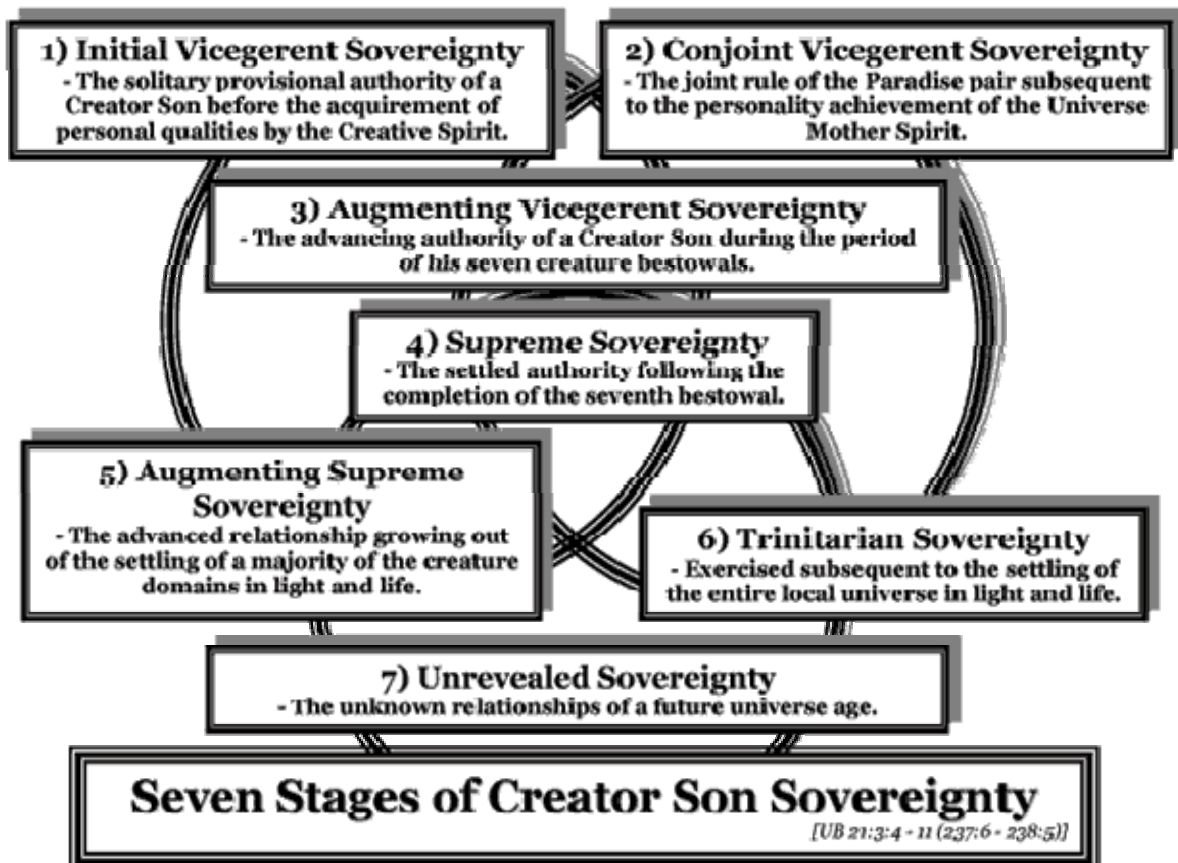 1) Initial Vicegerent Sovereignty
- The solitary provisional authority of a
Creator Son before the acquirement of
personal qualities by the Creative Spirit.
2) Conjoint Vicegerent Sovereignty
- The joint rule of the Paradise pair subsequent
to the personality achievement of the Universe
Mother Spirit.
3) Augmenting Vicegerent Sovereignty
- The advancing authority of a Creator Son during the period
of his seven creature bestowals.
4) Supreme Sovereignty
- The settled authority following the
completion of the seventh bestowal.
5) Augmenting Supreme
Sovereignty
- The advanced relationship growing out
of the settling of a majority of the creature
domains in light and life.
6) Trinitarian Sovereignty
- Exercised subsequent to the settling of
the entire local universe in light and life.
7) Unrevealed Sovereignty
- The unknown relationships of a future universe age.
Seven Stages of Creator Son Sovereignty
[UB 21:3:4 - 11 (237:6 - 238:5)]